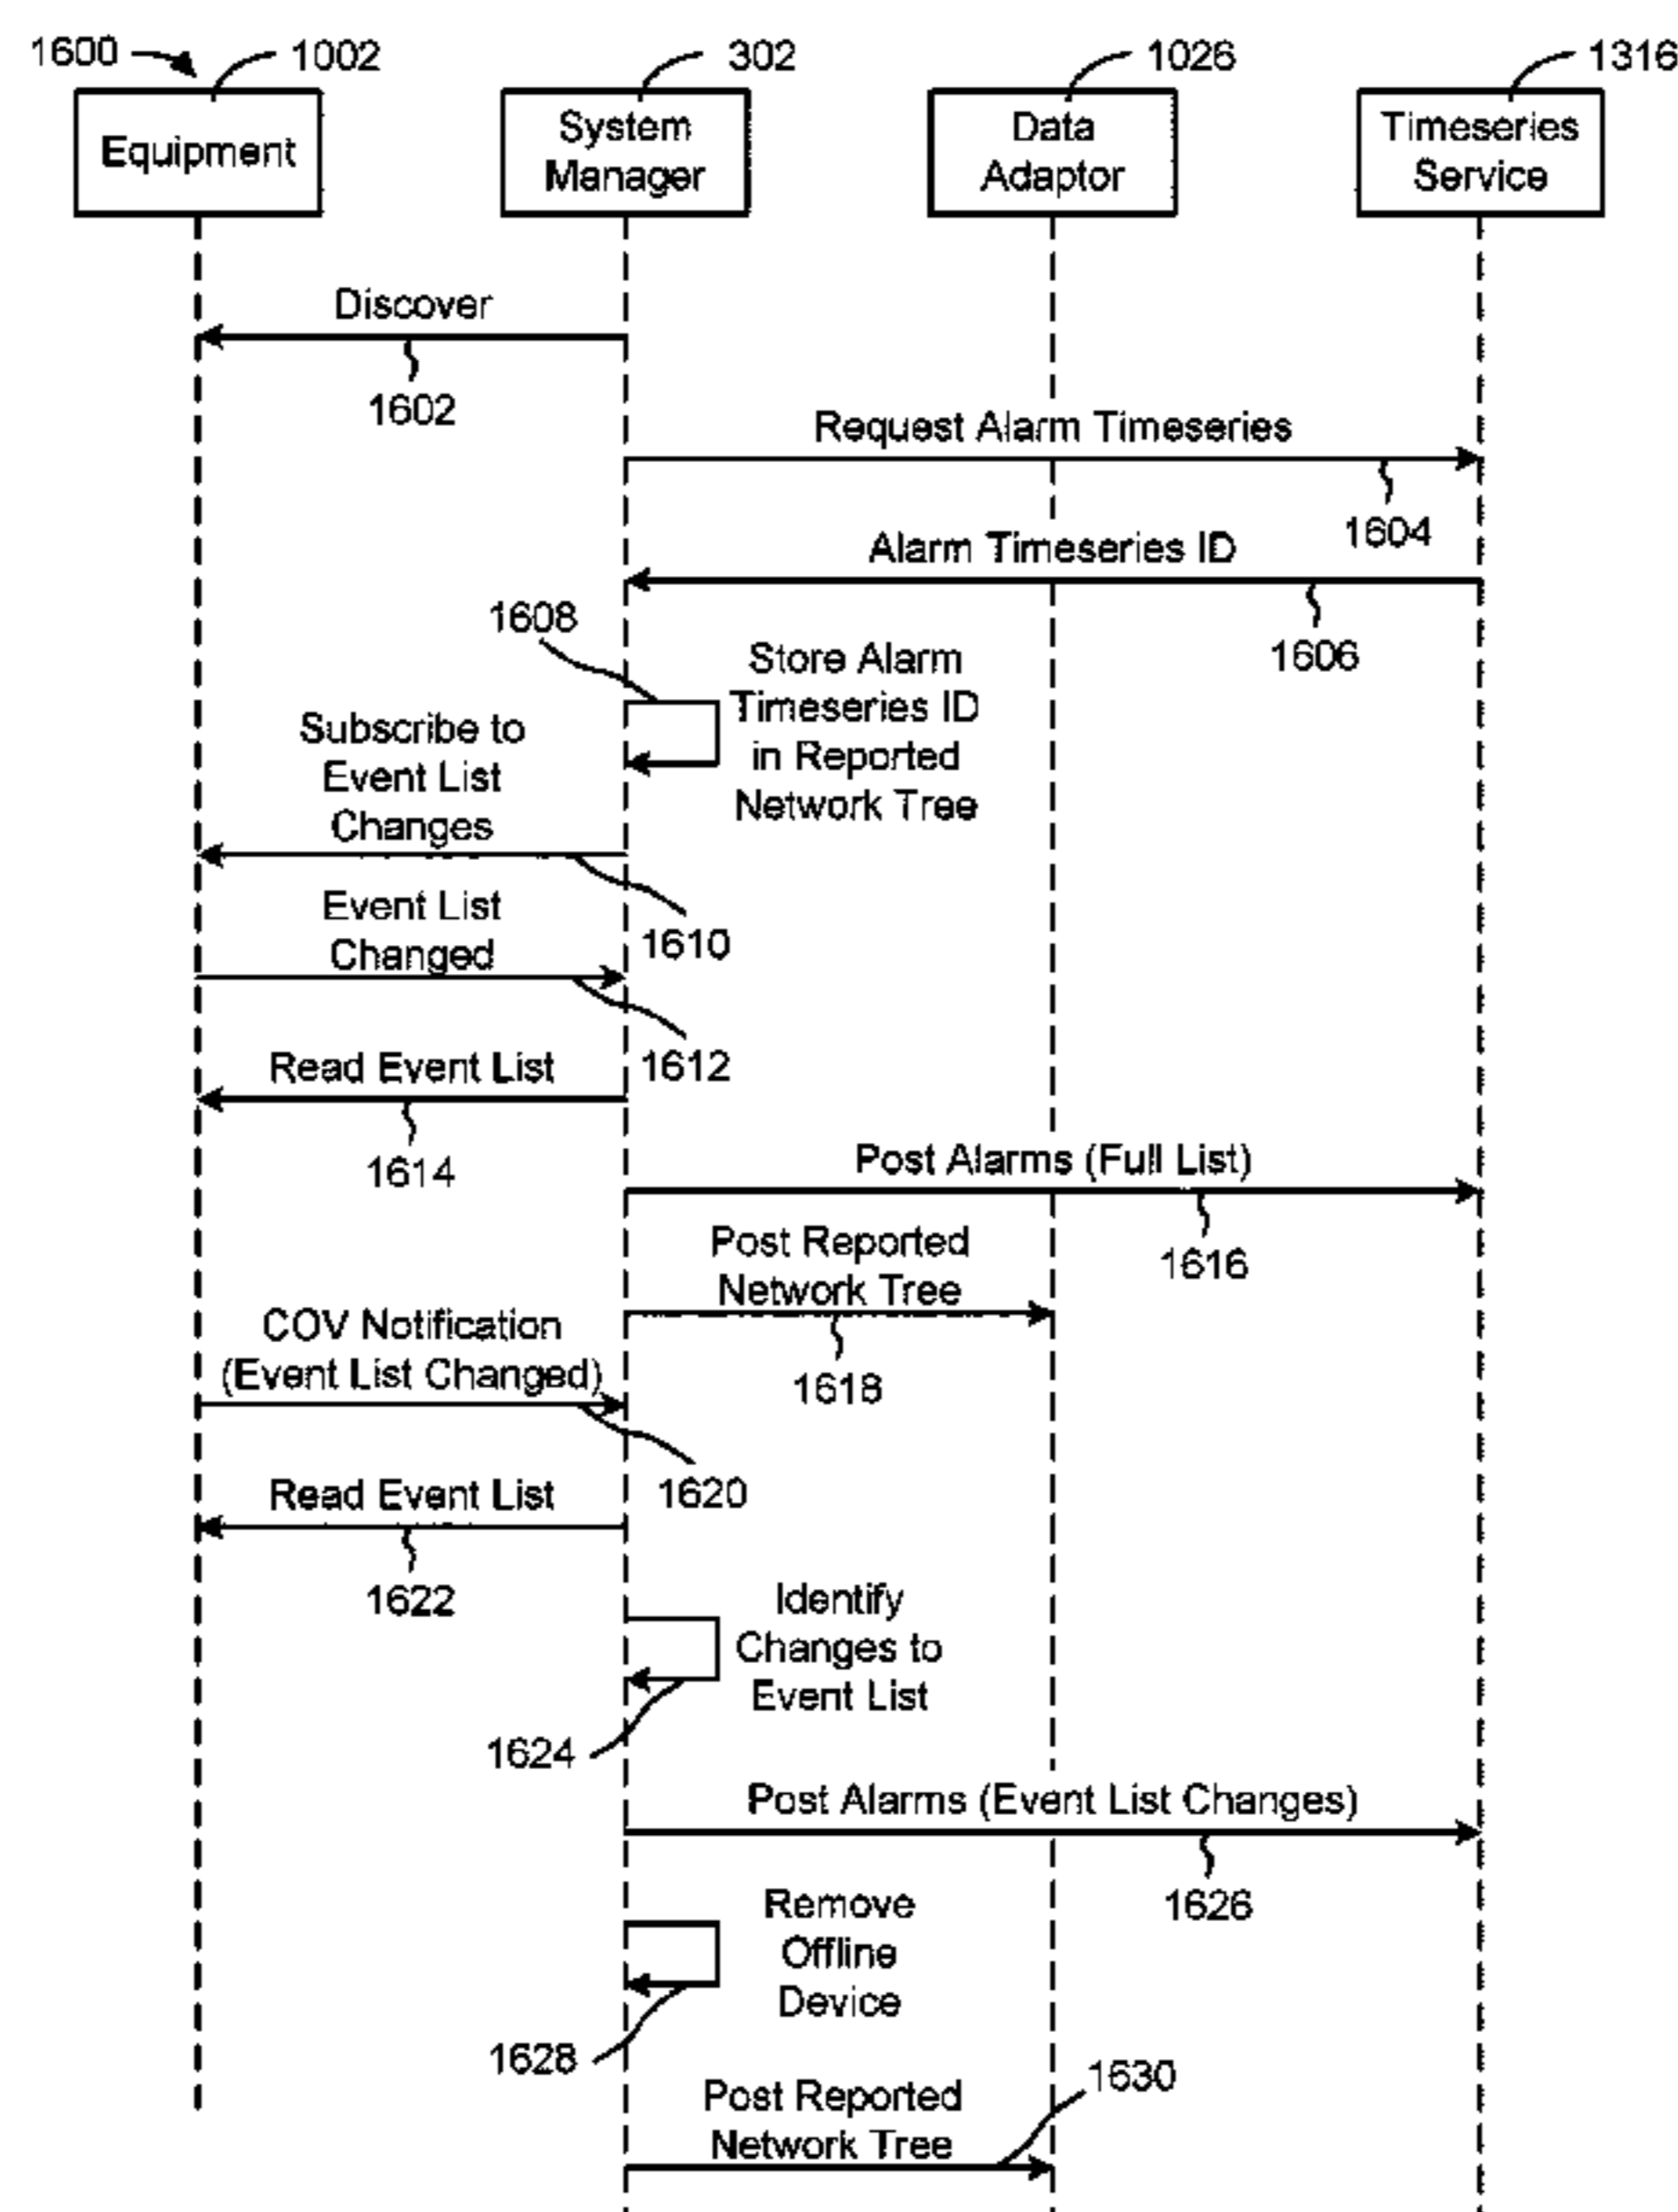 1600
1002
302
1026
1316
Equipment
System
Manager
Data
Adaptor
Timeseries
Service
Discover
1602
Request Alarm Timeseries
1604
Alarm Timeseries ID
1606
1608
Store Alarm
Timeseries ID
in Reported
Network Tree
Subscribe to
Event List
Changes
1610
Event List
Changed
1612
Read Event List
1614
Post Alarms (Full List)
1616
Post Reported
Network Tree
1618
COV Notification
(Event List Changed)
1620
Read Event List
1622
Identify
Changes to
Event List
1624
Post Alarms (Event List Changes)
1626
Remove
Offline
Device
1628
Post Reported
Network Tree
1630